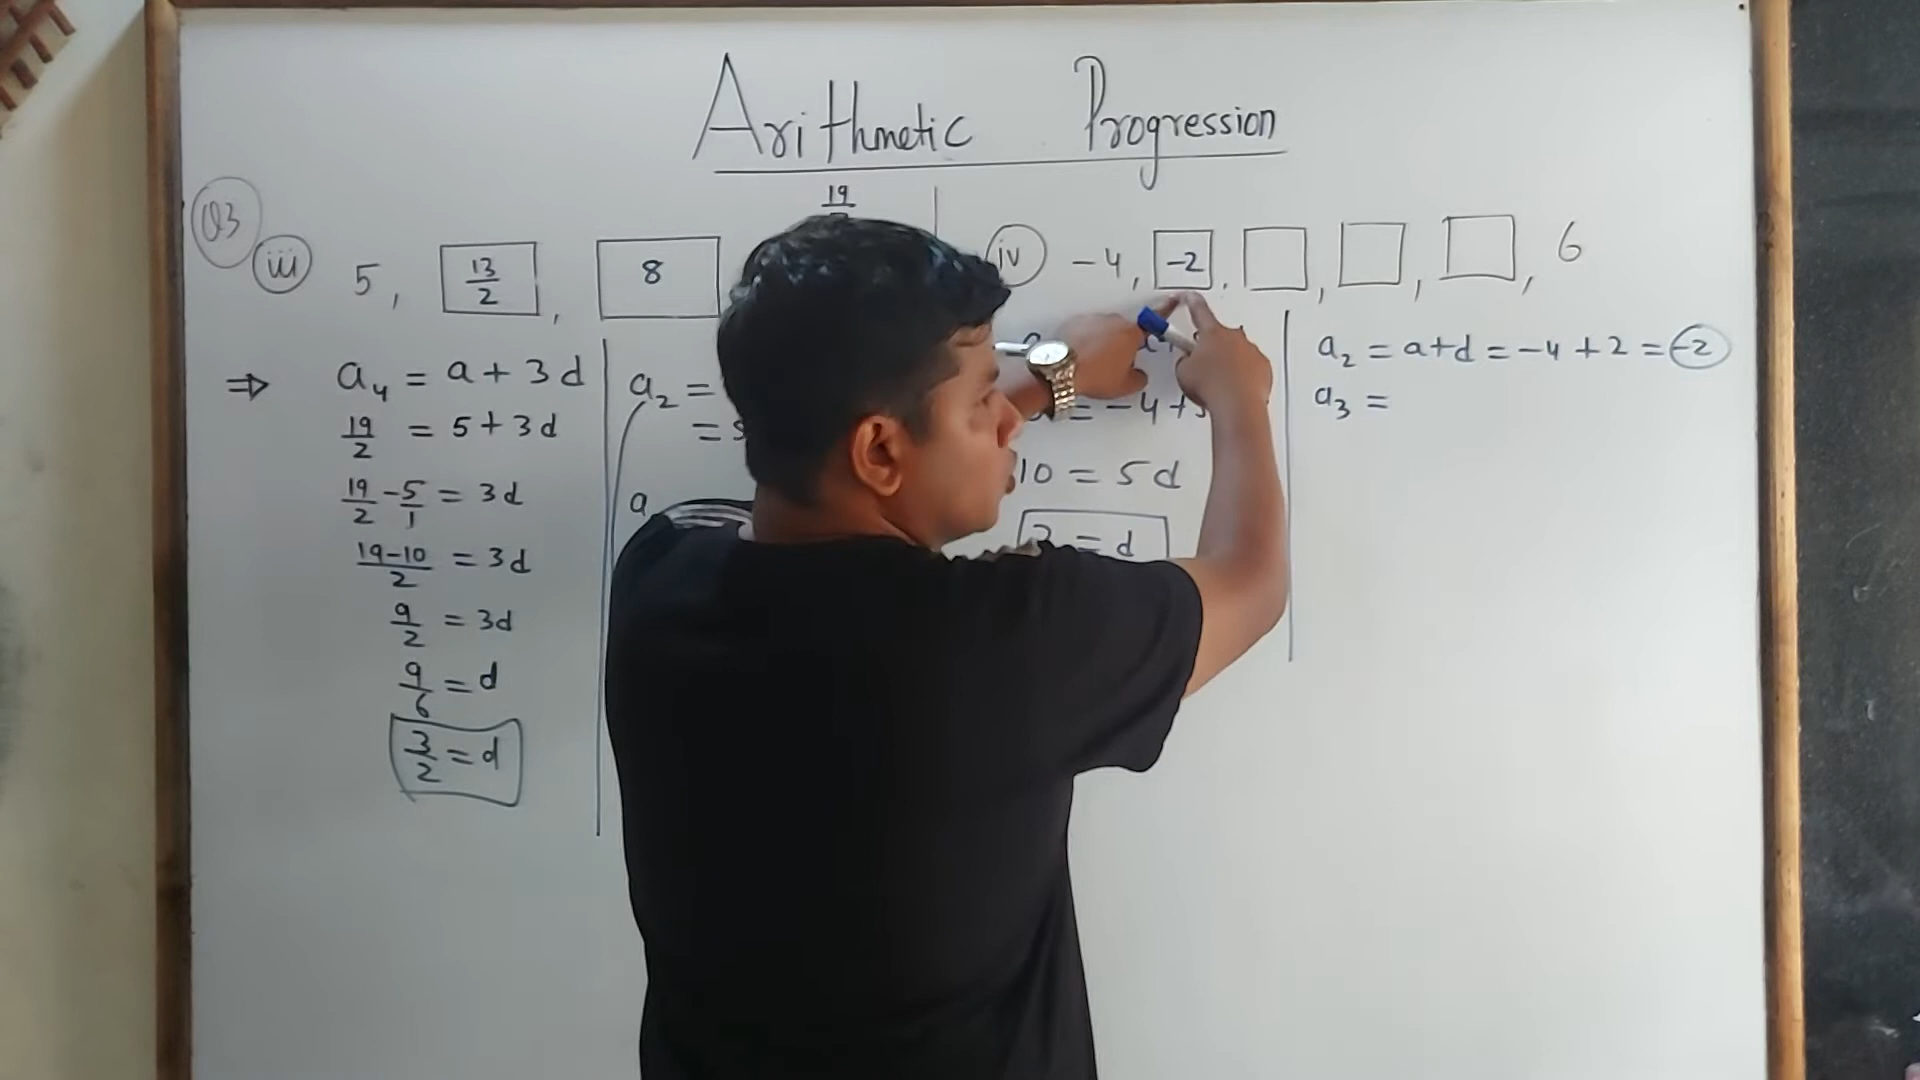 Arithmetic Progression
Q3
iii 5, 13/2, 8
19
⇒ a₄ = a + 3d
19/2 = 5 + 3d
19/2 - 5/1 = 3d
19-10/2 = 3d
9/2 = 3d
9/6 = d
3/2 = d
a₂ =
=
a
iv -4, -2, , , , 6
= -4 +
10 = 5d
= d
a₂ = a + d = -4 + 2 = -2
a₃ =